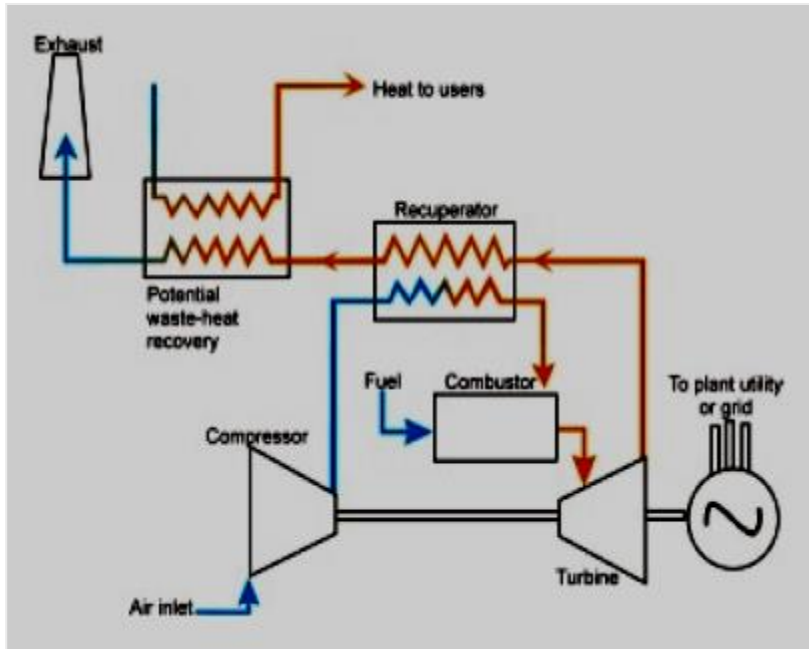 Exhaust
Heat to users
Recuperator
Potential
waste-heat
recovery
Fuel
Combustor
To plant utility
or grid
Compressor
Turbine
Air inlet